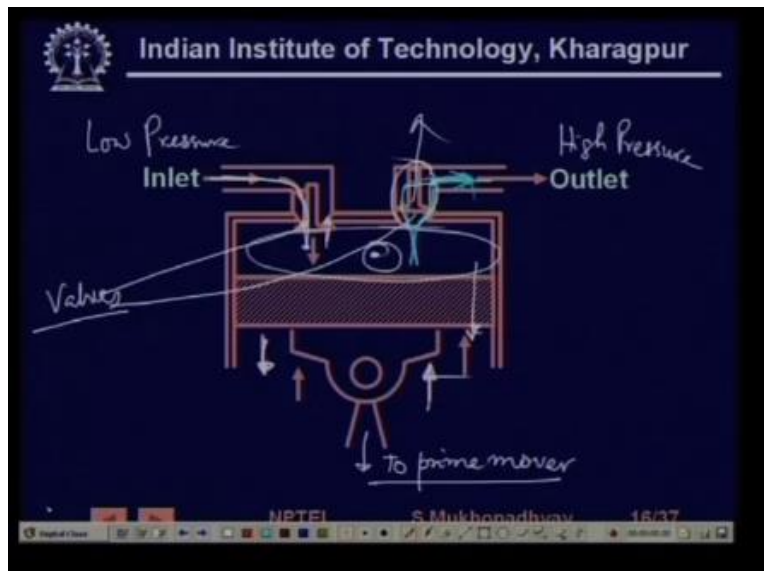 Indian Institute of Technology, Kharagpur
Low Pressure
High Pressure
Inlet
Outlet
Valves
to prime mover
NPTEL
S.Mukhopadhyay
16/37